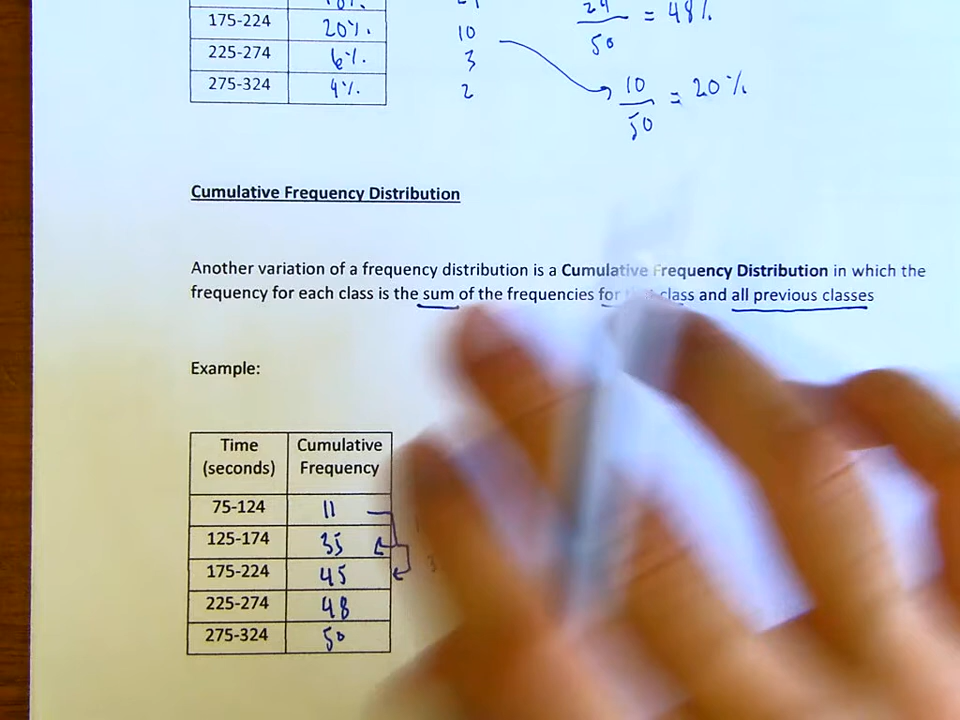 175-224 20%. 10
24/50 = 48%
225-274 6%. 3
275-324 4%. 2
10/50 = 20%
Cumulative Frequency Distribution
Another variation of a frequency distribution is a Cumulative Frequency Distribution in which the
frequency for each class is the sum of the frequencies for class and all previous classes
Example:
Time Cumulative
(seconds) Frequency
75-124 11
125-174 35
175-224 45
225-274 48
275-324 50